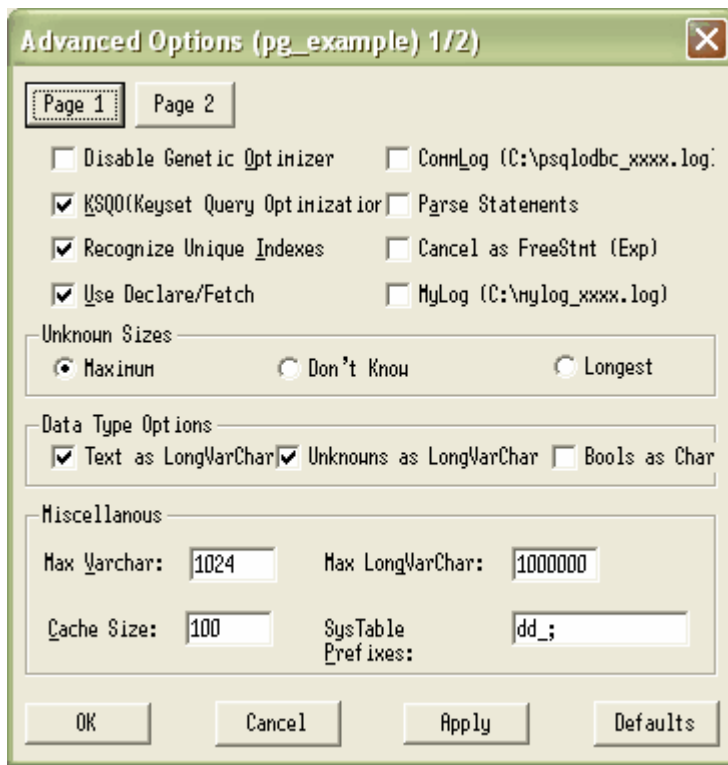 Advanced Options (pg_example) 1/2)
Page 1 Page 2
Disable Genetic Optimizer CommLog (C:\psqlodbc_xxxx.log)
KSQO(Keyset Query Optimization Parse Statements
Recognize Unique Indexes Cancel as FreeStmt (Exp)
Use Declare/Fetch MyLog (C:\mylog_xxxx.log)
Unknown Sizes
Maximum Don't Know Longest
Data Type Options
Text as LongVarChar Unknowns as LongVarChar Bools as Char
Miscellanous
Max Varchar: 1024 Max LongVarChar: 1000000
Cache Size: 100 SysTable dd_;
Prefixes:
OK Cancel Apply Defaults